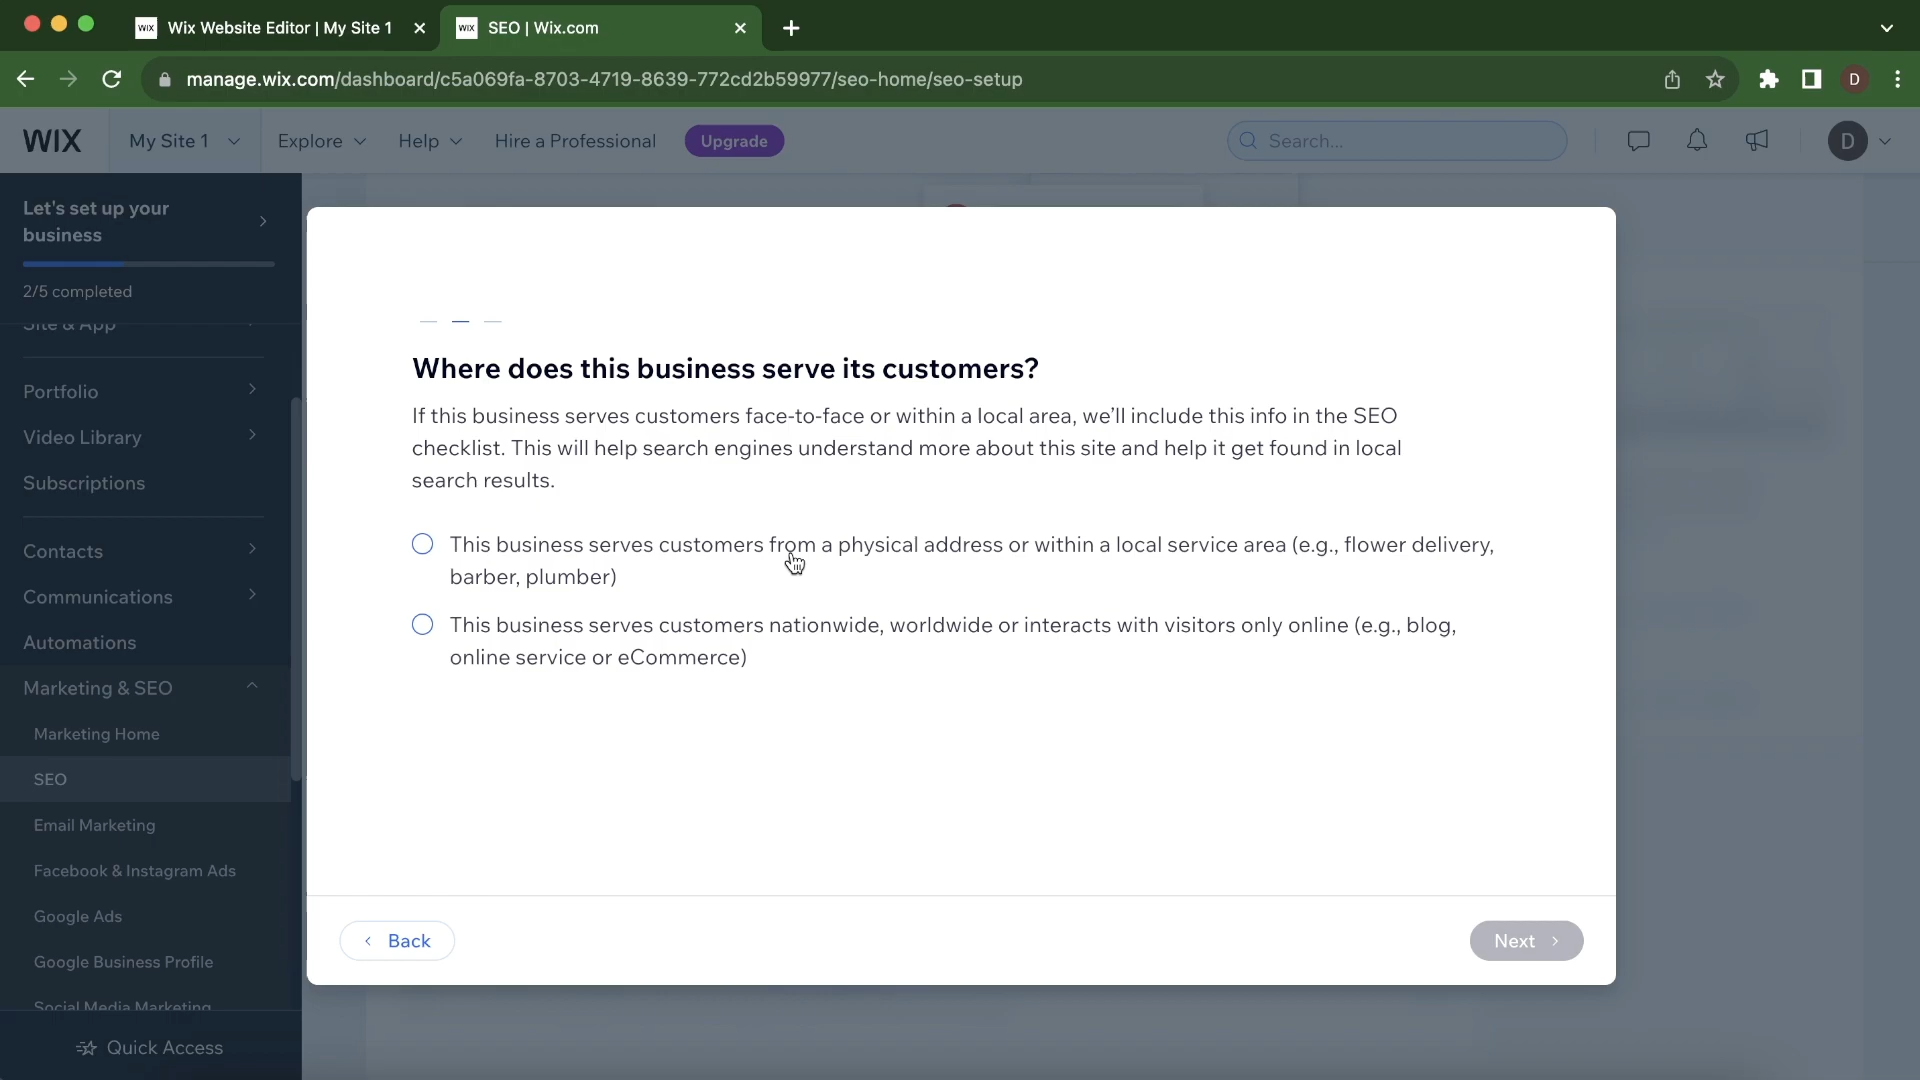 WIX Wix Website Editor | My Site 1
WIX SEO | Wix.com
manage.wix.com/dashboard/c5a069fa-8703-4719-8639-772cd2b59977/seo-home/seo-setup
D
WIX
My Site 1
Explore
Help
Hire a Professional
Upgrade
Search...
D
Let's set up your
business
2/5 completed
Site & App
Portfolio
Video Library
Subscriptions
Contacts
Communications
Automations
Marketing & SEO
Marketing Home
SEO
Email Marketing
Facebook & Instagram Ads
Google Ads
Google Business Profile
Social Media Marketing
Quick Access
Where does this business serve its customers?
If this business serves customers face-to-face or within a local area, we'll include this info in the SEO
checklist. This will help search engines understand more about this site and help it get found in local
search results.
This business serves customers from a physical address or within a local service area (e.g., flower delivery,
barber, plumber)
This business serves customers nationwide, worldwide or interacts with visitors only online (e.g., blog,
online service or eCommerce)
Back
Next